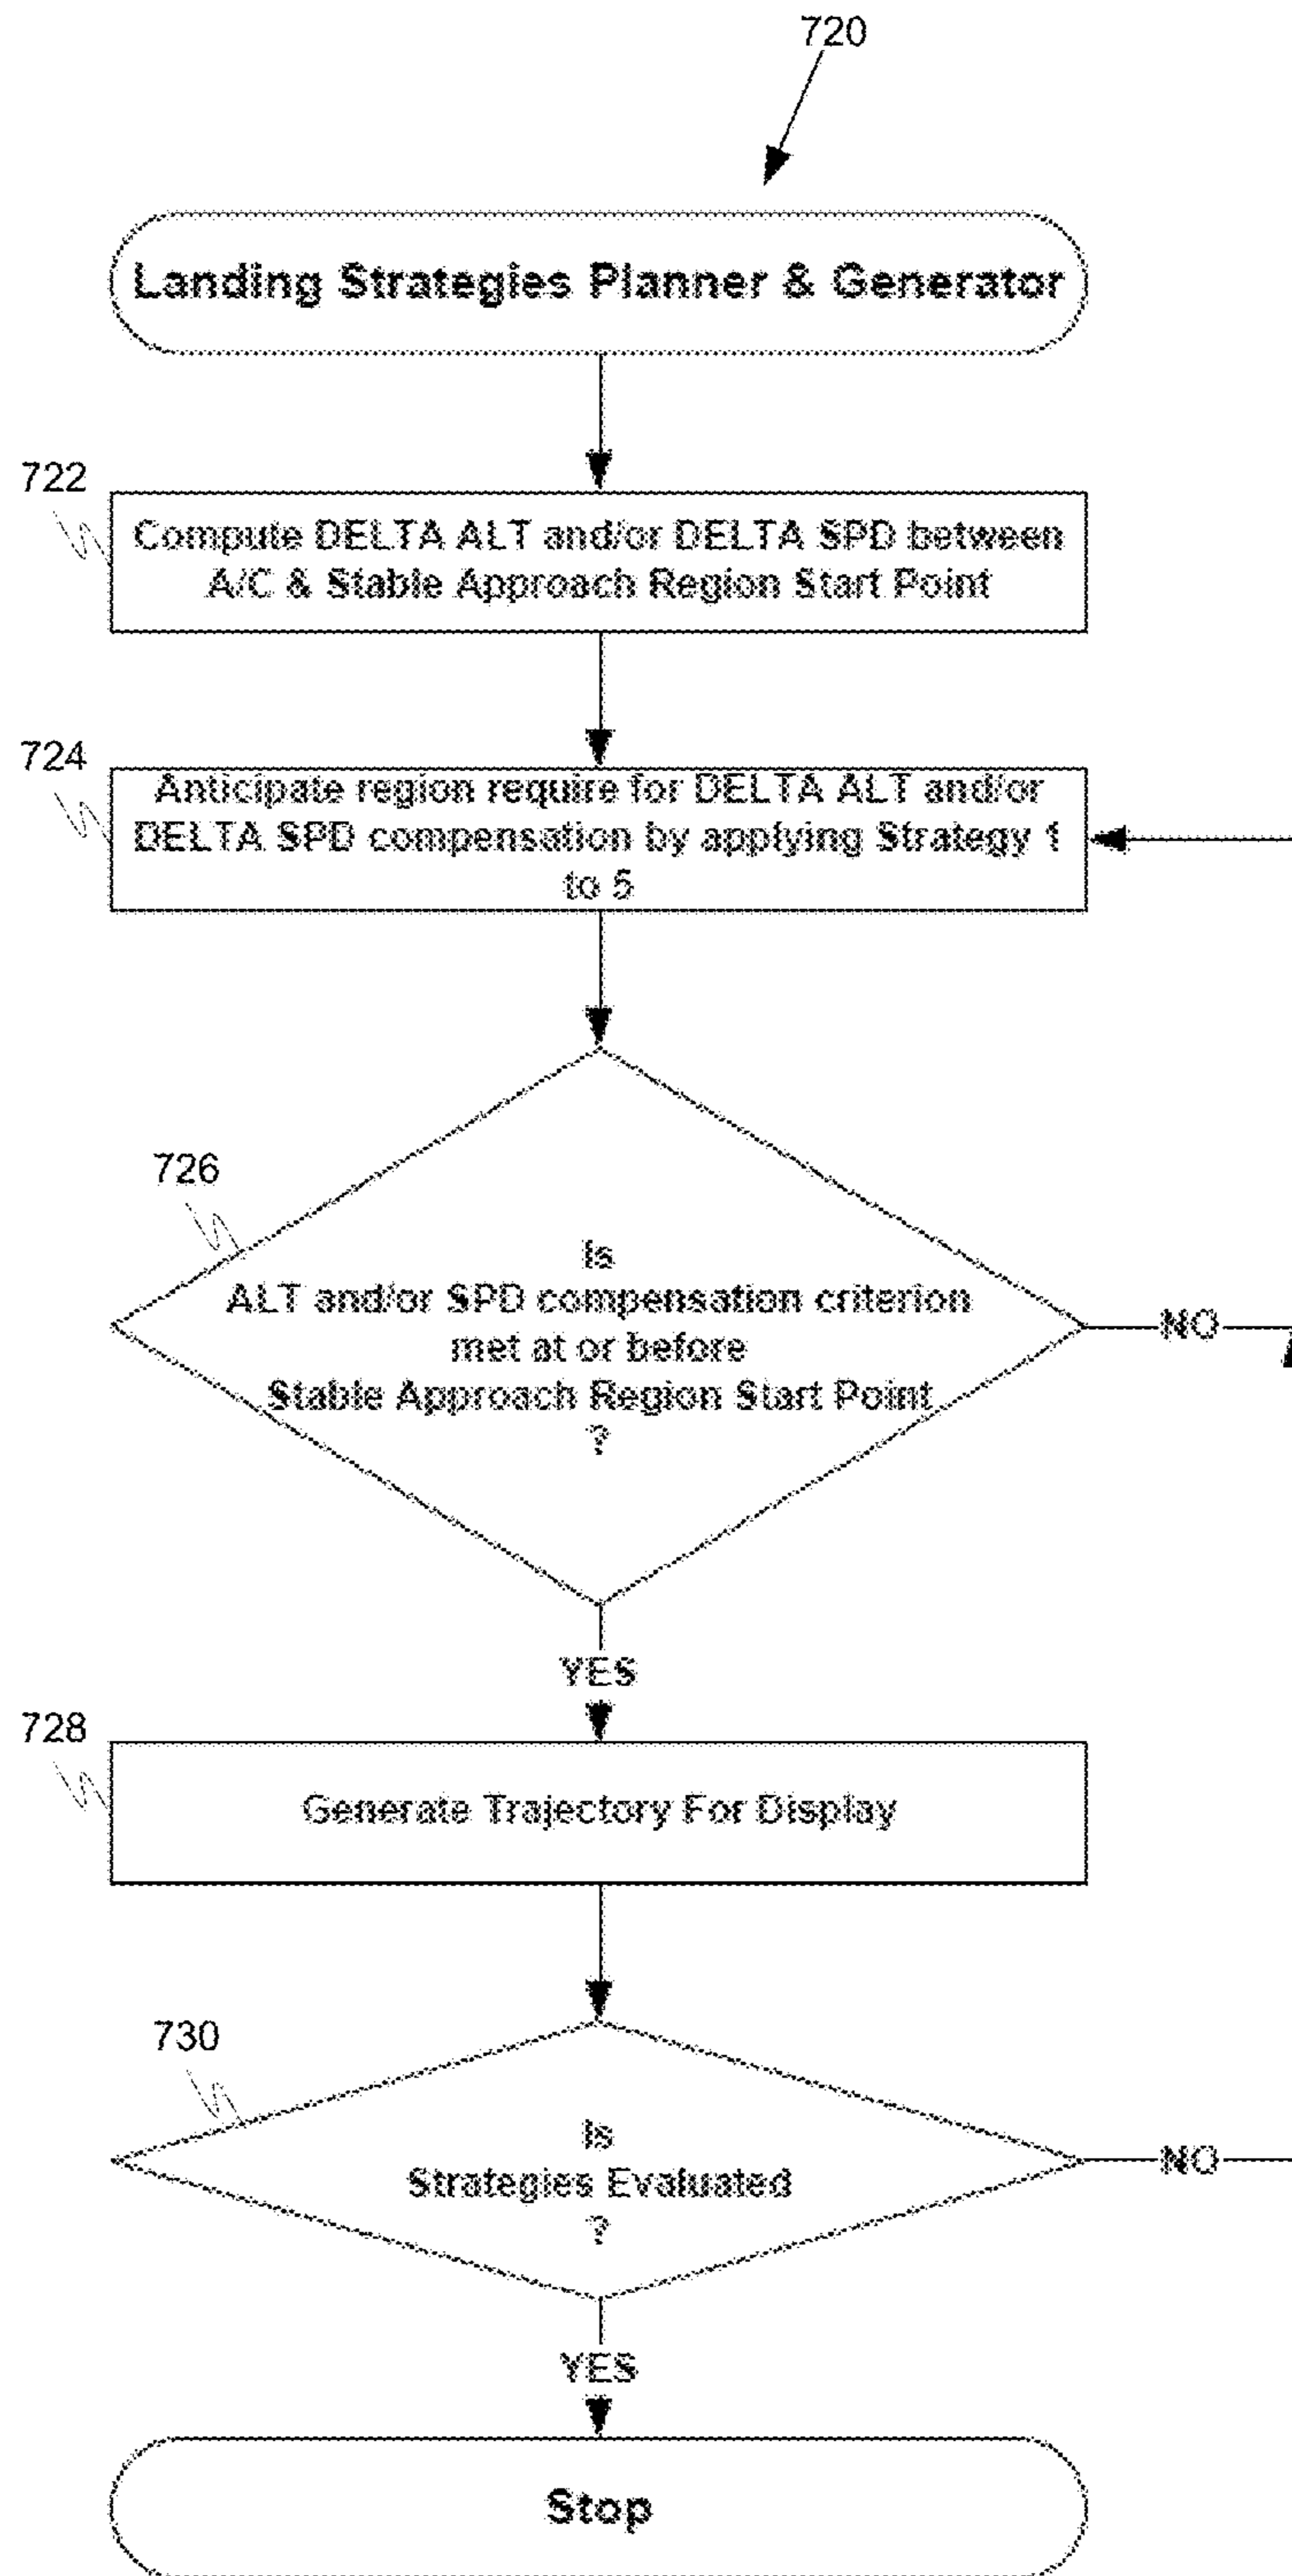 720
Landing Strategies Planner & Generator
722
Compute DELTA ALT and/or DELTA SPD between
A/C & Stable Approach Region Start Point
724
Anticipate region require for DELTA ALT and/or
DELTA SPD compensation by applying Strategy 1
to 5
726
Is
ALT and/or SPD compensation criterion
met at or before
Stable Approach Region Start Point
?
NO
YES
728
Generate Trajectory For Display
730
Is
Strategies Evaluated
?
NO
YES
Stop